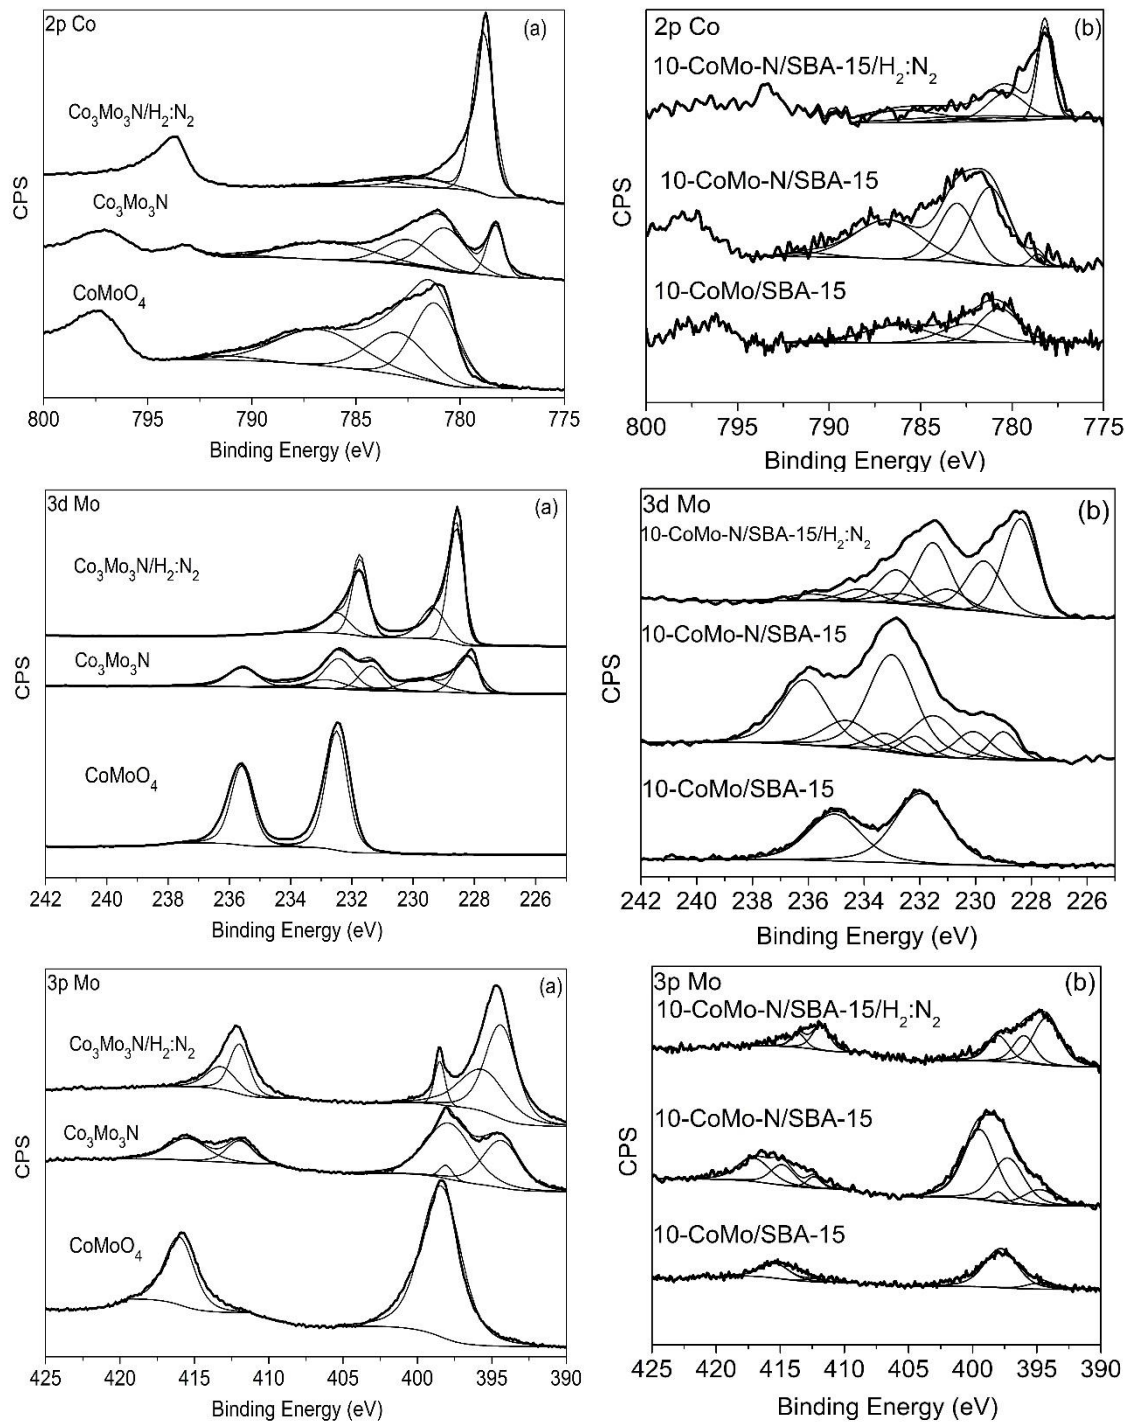 2p Co
(a)
Co₃Mo₃N/H₂:N₂
Co₃Mo₃N
CoMoO₄
CPS
800 795 790 785 780 775
Binding Energy (eV)
2p Co
(b)
10-CoMo-N/SBA-15/H₂:N₂
10-CoMo-N/SBA-15
10-CoMo/SBA-15
CPS
800 795 790 785 780 775
Binding Energy (eV)
3d Mo
(a)
Co₃Mo₃N/H₂:N₂
Co₃Mo₃N
CoMoO₄
CPS
242 240 238 236 234 232 230 228 226
Binding Energy (eV)
3d Mo
(b)
10-CoMo-N/SBA-15/H₂:N₂
10-CoMo-N/SBA-15
10-CoMo/SBA-15
CPS
242 240 238 236 234 232 230 228 226
Binding Energy (eV)
3p Mo
(a)
Co₃Mo₃N/H₂:N₂
Co₃Mo₃N
CoMoO₄
CPS
425 420 415 410 405 400 395 390
Binding Energy (eV)
3p Mo
(b)
10-CoMo-N/SBA-15/H₂:N₂
10-CoMo-N/SBA-15
10-CoMo/SBA-15
CPS
425 420 415 410 405 400 395 390
Binding Energy (eV)